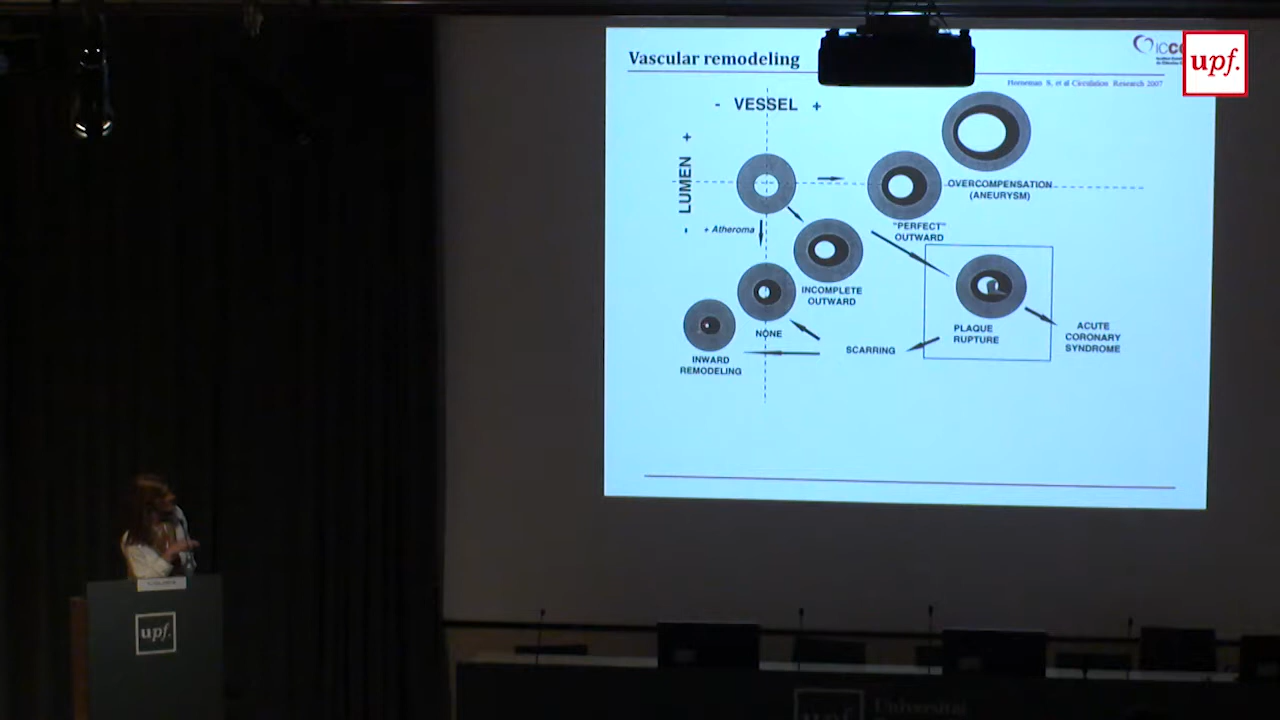 Vascular remodeling
upf.
et al Circulation Research 2007
- VESSEL +
- LUMEN +
OVERCOMPENSATION
(ANEURYSM)
+ Atheroma
"PERFECT"
OUTWARD
INCOMPLETE
OUTWARD
NONE
PLAQUE
RUPTURE
ACUTE
CORONARY
SYNDROME
SCARRING
INWARD
REMODELING
upf.
upf.
Universitat